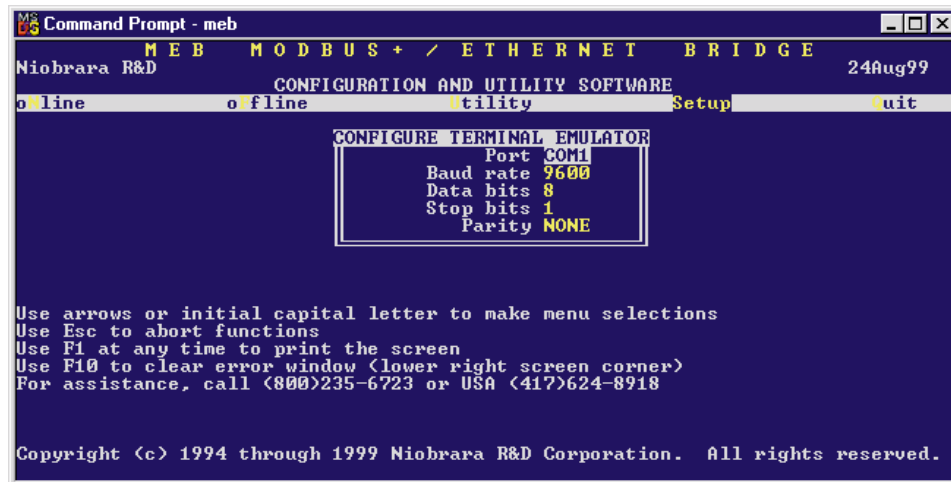 Command Prompt - meb
M E B   M O D B U S + / E T H E R N E T   B R I D G E
Niobrara R&D   24Aug99
CONFIGURATION AND UTILITY SOFTWARE
oNline   oFfline   Utility   Setup   Quit
CONFIGURE TERMINAL EMULATOR
Port COM1
Baud rate 9600
Data bits 8
Stop bits 1
Parity NONE
Use arrows or initial capital letter to make menu selections
Use Esc to abort functions
Use F1 at any time to print the screen
Use F10 to clear error window (lower right screen corner)
For assistance, call (800)235-6723 or USA (417)624-8918
Copyright (c) 1994 through 1999 Niobrara R&D Corporation.  All rights reserved.